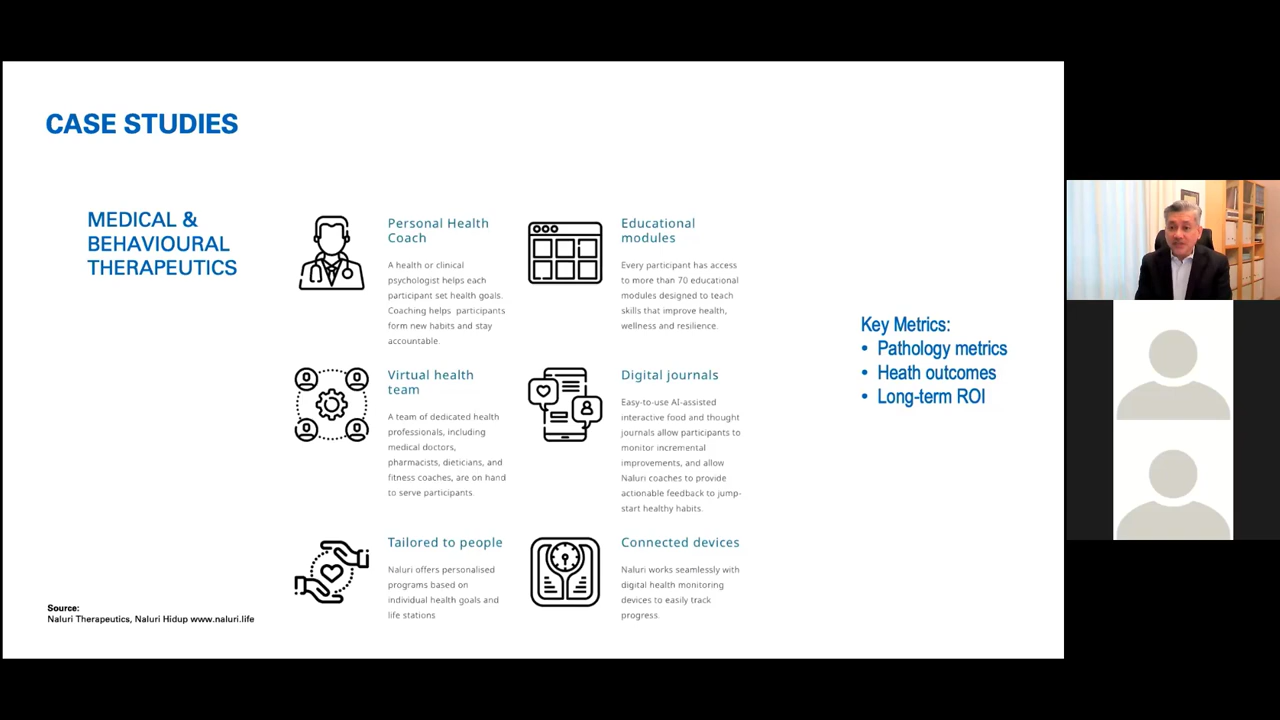 CASE STUDIES
MEDICAL &
BEHAVIOURAL
THERAPEUTICS
Personal Health
Coach
A health or clinical
psychologist helps each
participant set health goals.
Coaching helps participants
form new habits and stay
accountable.
Educational
modules
Every participant has access
to more than 70 educational
modules designed to teach
skills that improve health,
wellness and resilience.
Virtual health
team
A team of dedicated health
professionals, including
medical doctors,
pharmacists, dieticians, and
fitness coaches, are on hand
to serve participants.
Digital journals
Easy-to-use AI-assisted
interactive food and thought
journals allow participants to
monitor incremental
improvements, and allow
Naluri coaches to provide
actionable feedback to jump-
start healthy habits.
Tailored to people
Naluri offers personalised
programs based on
individual health goals and
life stations
Connected devices
Naluri works seamlessly with
digital health monitoring
devices to easily track
progress.
Key Metrics:
• Pathology metrics
• Heath outcomes
• Long-term ROI
Source:
Naluri Therapeutics, Naluri Hidup www.naluri.life